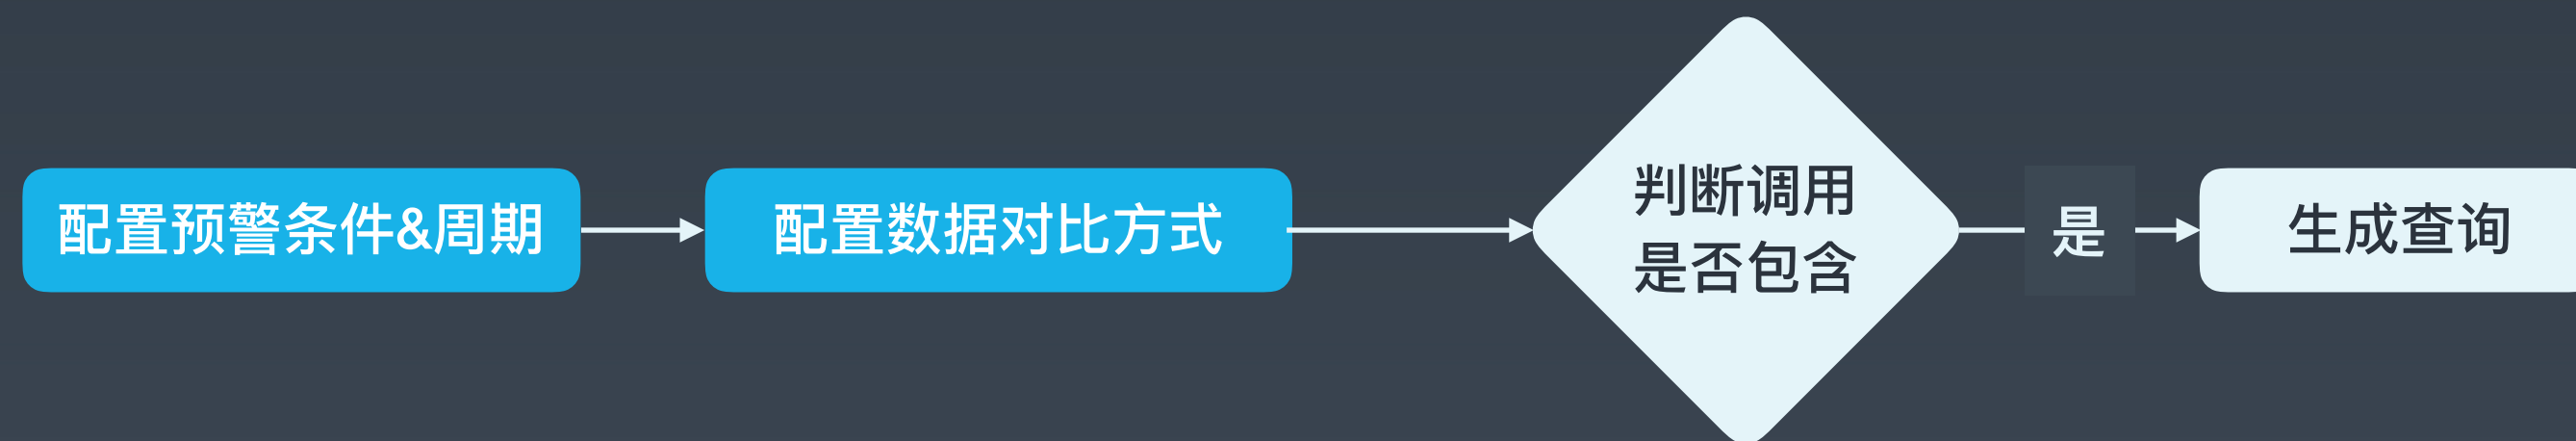 配置预警条件&周期
配置数据对比方式
判断调用
是否包含
是
生成查询